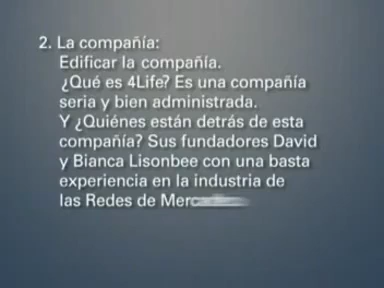 2. La compañía:
Edificar la compañía.
¿Qué es 4Life? Es una compañía
seria y bien administrada.
Y ¿Quiénes están detrás de esta
compañía? Sus fundadores David
y Bianca Lisonbee con una basta
experiencia en la industria de
las Redes de